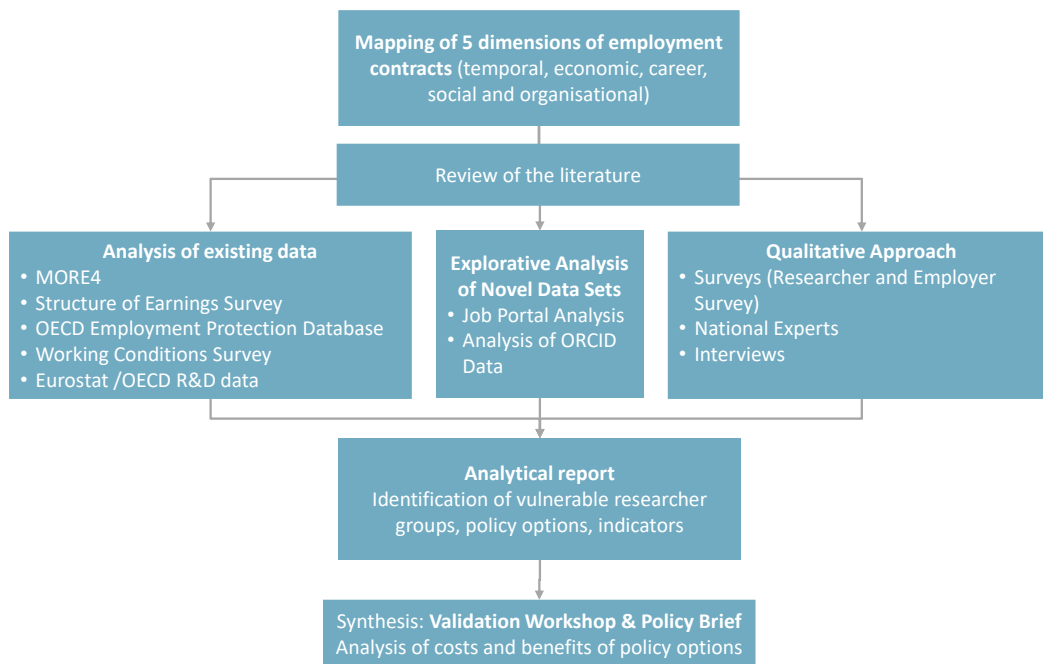 Mapping of 5 dimensions of employment
contracts (temporal, economic, career,
social and organisational)
Review of the literature
Analysis of existing data
• MORE4
• Structure of Earnings Survey
• OECD Employment Protection Database
• Working Conditions Survey
• Eurostat /OECD R&D data
Explorative Analysis
of Novel Data Sets
• Job Portal Analysis
• Analysis of ORCID
Data
Qualitative Approach
• Surveys (Researcher and Employer
Survey)
• National Experts
• Interviews
Analytical report
Identification of vulnerable researcher
groups, policy options, indicators
Synthesis: Validation Workshop & Policy Brief
Analysis of costs and benefits of policy options